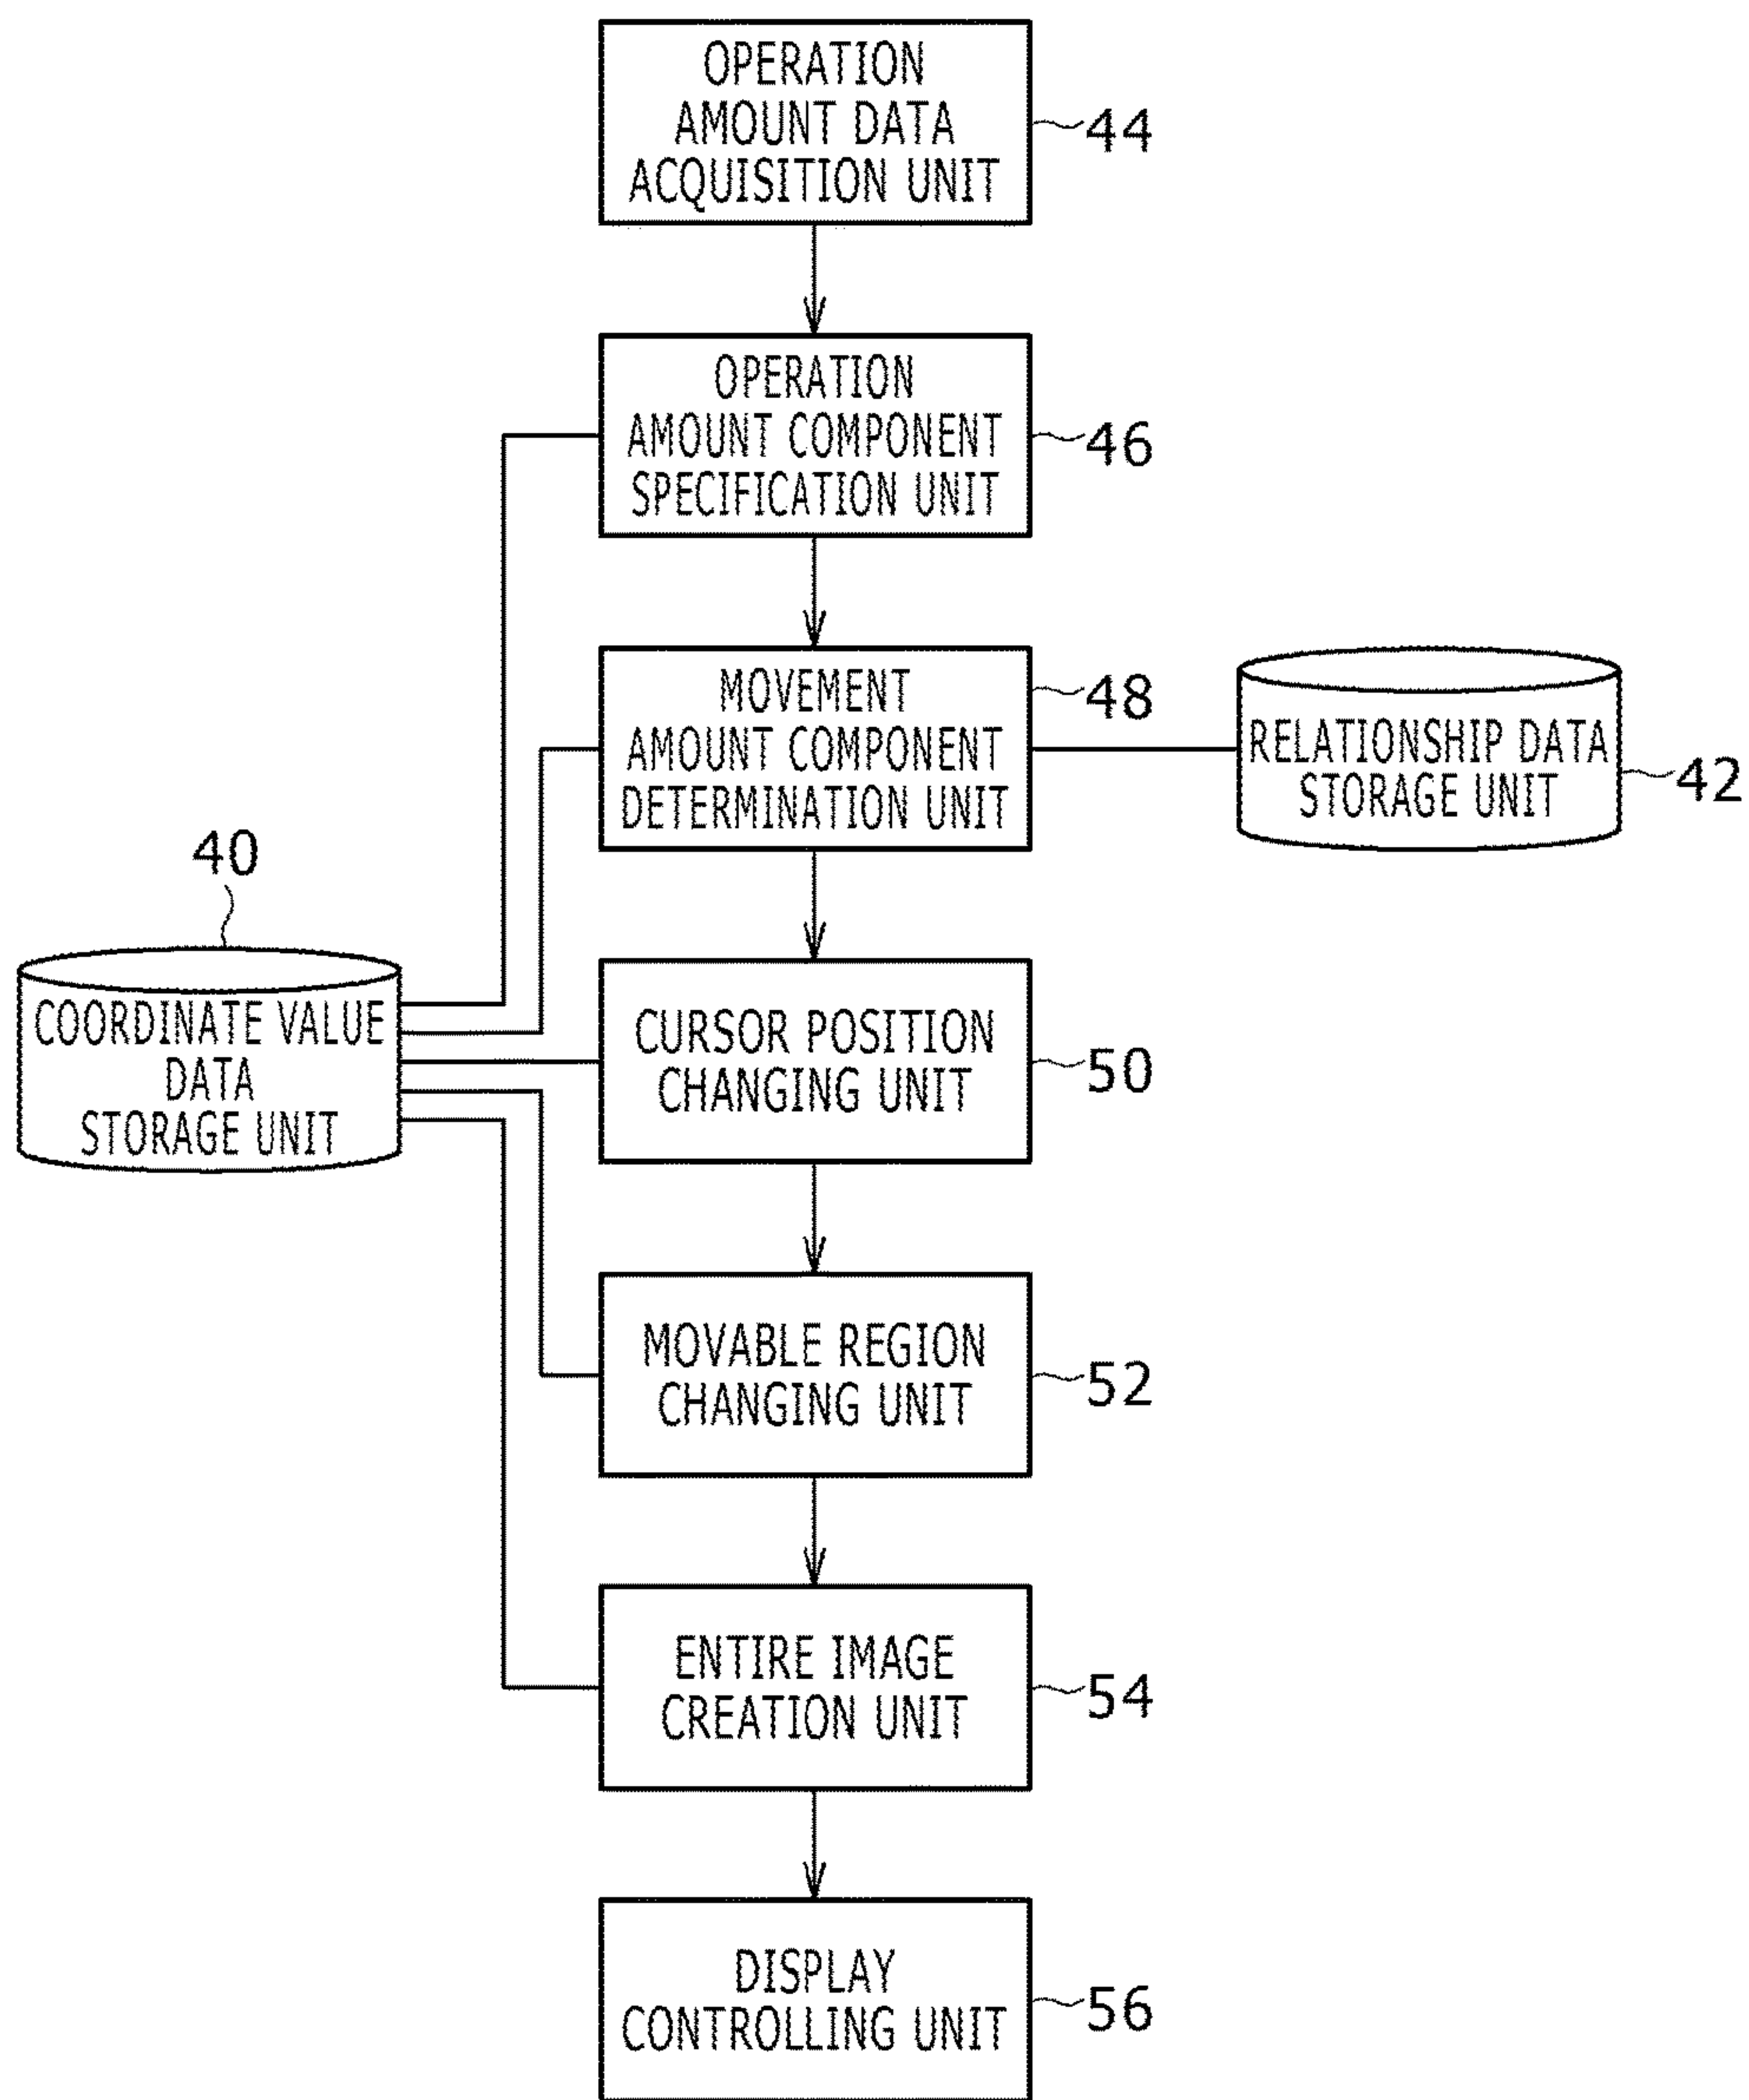 OPERATION
AMOUNT DATA
ACQUISITION UNIT
44
OPERATION
AMOUNT COMPONENT
SPECIFICATION UNIT
46
MOVEMENT
AMOUNT COMPONENT
DETERMINATION UNIT
48
RELATIONSHIP DATA
STORAGE UNIT
42
40
COORDINATE VALUE
DATA
STORAGE UNIT
CURSOR POSITION
CHANGING UNIT
50
MOVABLE REGION
CHANGING UNIT
52
ENTIRE IMAGE
CREATION UNIT
54
DISPLAY
CONTROLLING UNIT
56